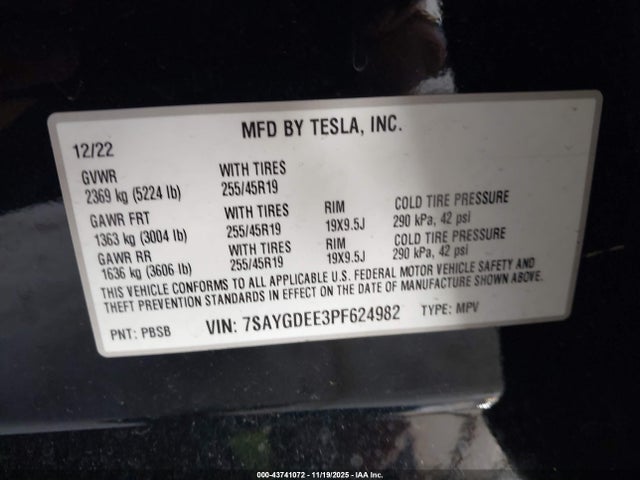 MFD BY TESLA, INC.
12/22
GVWR WITH TIRES
2369 kg (5224 lb) 255/45R19
GAWR FRT WITH TIRES RIM COLD TIRE PRESSURE
1363 kg (3004 lb) 255/45R19 19X9.5J 290 kPa, 42 psi
GAWR RR WITH TIRES RIM COLD TIRE PRESSURE
1636 kg (3606 lb) 255/45R19 19X9.5J 290 kPa, 42 psi
THIS VEHICLE CONFORMS TO ALL APPLICABLE U.S. FEDERAL MOTOR VEHICLE SAFETY AND
THEFT PREVENTION STANDARDS IN EFFECT ON THE DATE OF MANUFACTURE SHOWN ABOVE.
PNT: PBSB VIN: 7SAYGDEE3PF624982 TYPE: MPV
000-43741072 - 11/19/2025 - IAA Inc.